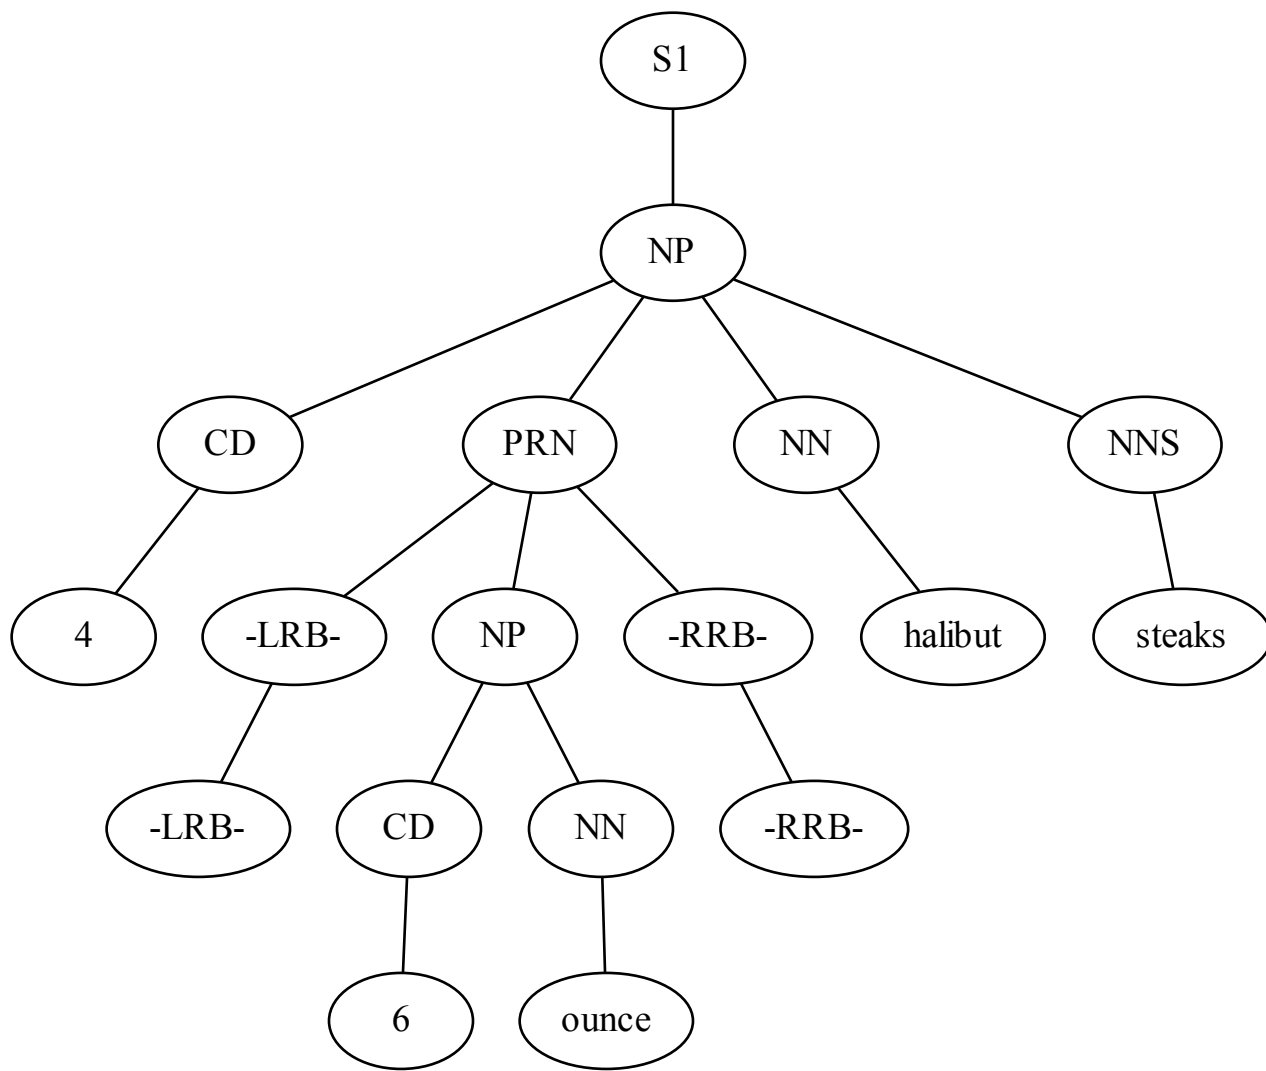 S1
NP
CD PRN NN NNS
4 -LRB- NP -RRB- halibut steaks
-LRB- CD NN -RRB-
6 ounce